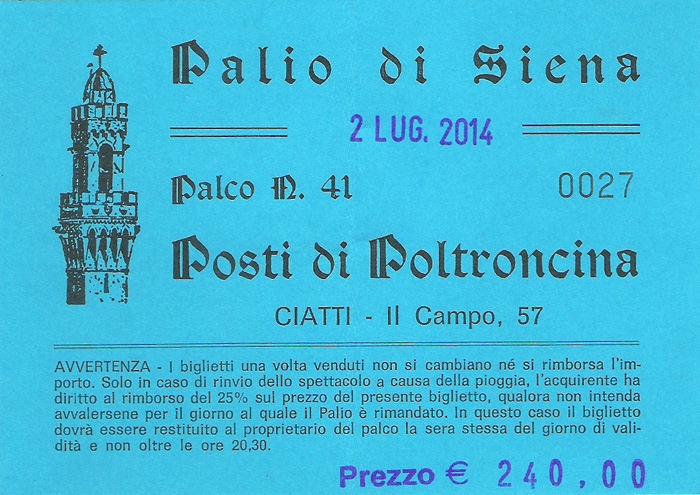 Palio di Siena
2 LUG. 2014
Palco N. 41 0027
Posti di Poltroncina
CIATTI - Il Campo, 57
AVVERTENZA - I biglietti una volta venduti non si cambiano né si rimborsa l'im-
porto. Solo in caso di rinvio dello spettacolo a causa della pioggia, l'acquirente ha
diritto al rimborso del 25% sul prezzo del presente biglietto, qualora non intenda
avvalersene per il giorno al quale il Palio è rimandato. In questo caso il biglietto
dovrà essere restituito al proprietario del palco la sera stessa del giorno di vali-
dità e non oltre le ore 20,30.
Prezzo € 240,00